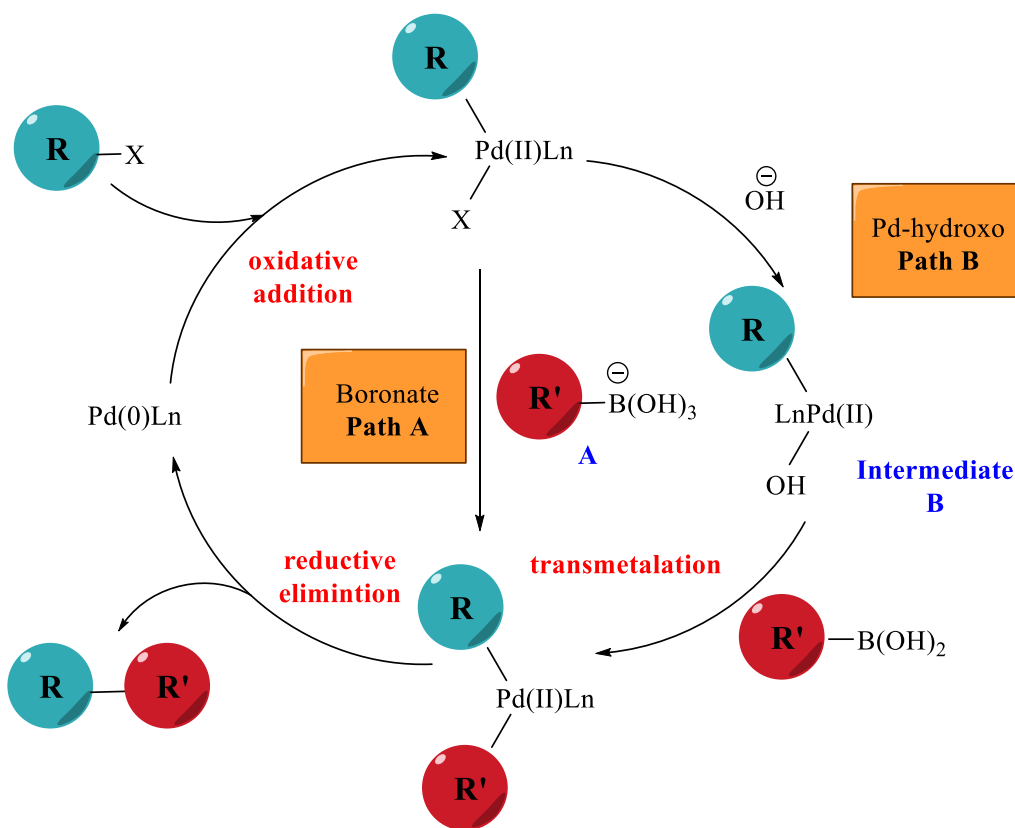 R
Pd(II)Ln
X
R
X
⊖
OH
Pd-hydroxo
Path B
oxidative
addition
R
Boronate
Path A
R'
⊖
B(OH)3
A
Pd(0)Ln
LnPd(II)
OH
Intermediate
B
reductive
elimintion
transmetalation
R
R'
B(OH)2
R
R'
Pd(II)Ln
R'